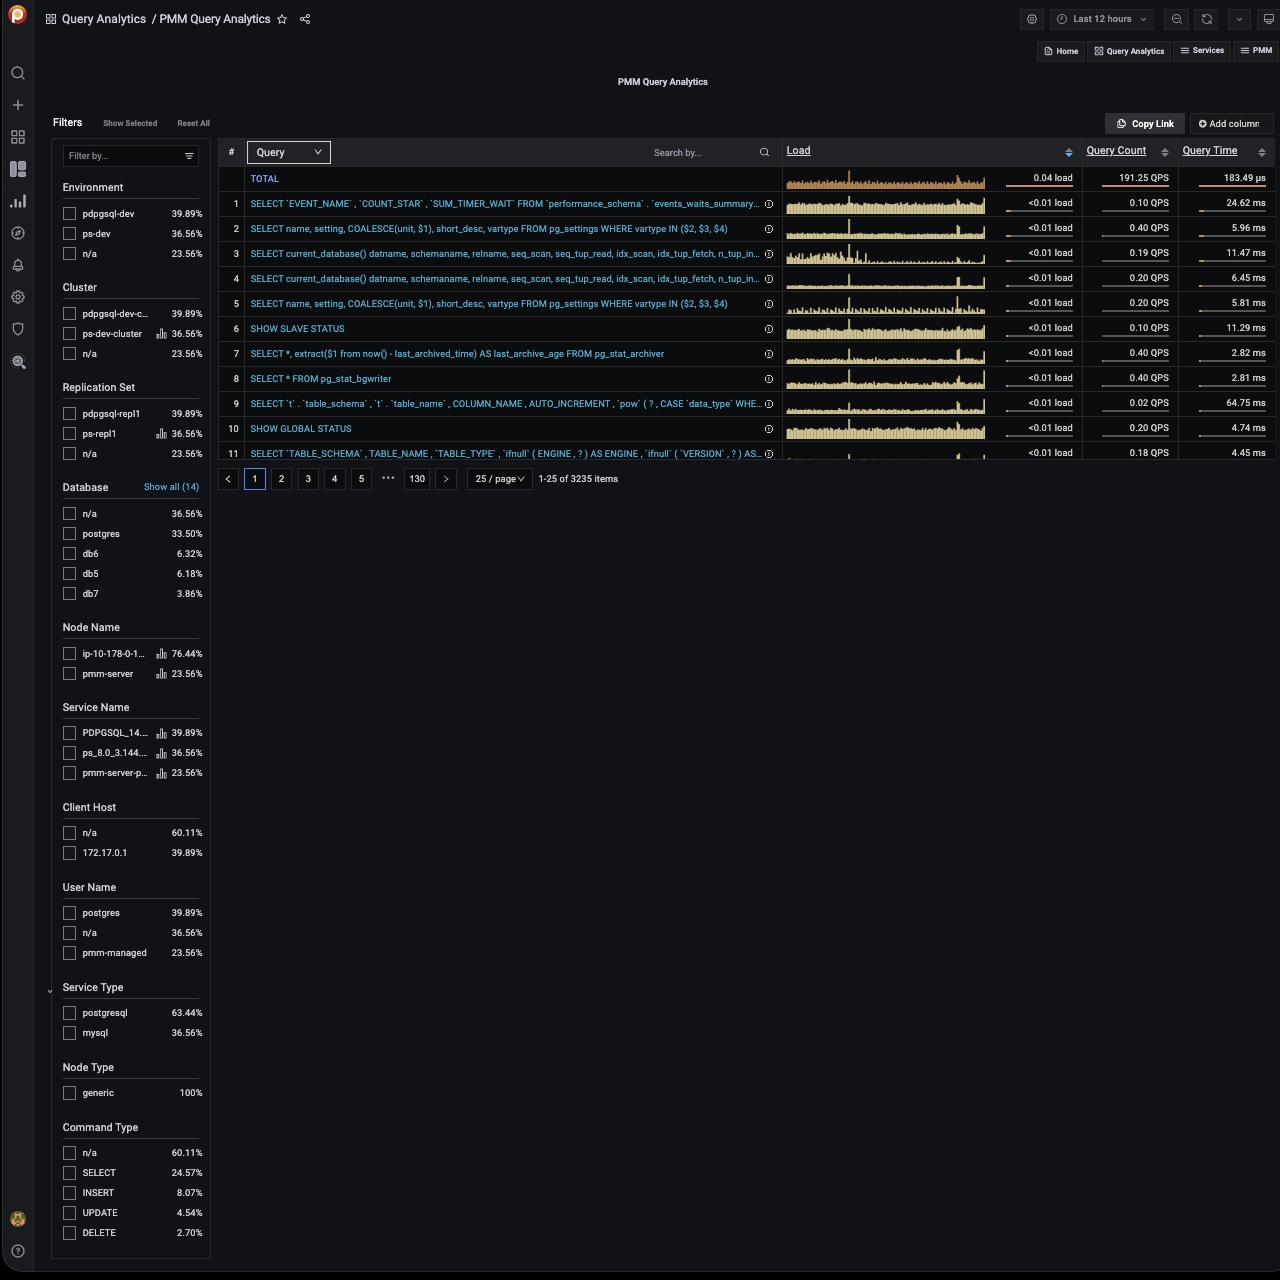 Query Analytics / PMM Query Analytics
Last 12 hours
Home
Query Analytics
Services
PMM
PMM Query Analytics
Filters
Show Selected
Reset All
Copy Link
Add column
Filter by...
# Query Search by... Load Query Count Query Time
TOTAL 0.04 load 191.25 QPS 183.49 µs
1 SELECT `EVENT_NAME` , `COUNT_STAR` , `SUM_TIMER_WAIT` FROM `performance_schema` . `events_waits_summary... <0.01 load 0.10 QPS 24.62 ms
2 SELECT name, setting, COALESCE(unit, $1), short_desc, vartype FROM pg_settings WHERE vartype IN ($2, $3, $4) <0.01 load 0.40 QPS 5.96 ms
3 SELECT current_database() datname, schemaname, relname, seq_scan, seq_tup_read, idx_scan, idx_tup_fetch, n_tup_in... <0.01 load 0.19 QPS 11.47 ms
4 SELECT current_database() datname, schemaname, relname, seq_scan, seq_tup_read, idx_scan, idx_tup_fetch, n_tup_in... <0.01 load 0.20 QPS 6.45 ms
5 SELECT name, setting, COALESCE(unit, $1), short_desc, vartype FROM pg_settings WHERE vartype IN ($2, $3, $4) <0.01 load 0.20 QPS 5.81 ms
6 SHOW SLAVE STATUS <0.01 load 0.10 QPS 11.29 ms
7 SELECT *, extract($1 from now() - last_archived_time) AS last_archive_age FROM pg_stat_archiver <0.01 load 0.40 QPS 2.82 ms
8 SELECT * FROM pg_stat_bgwriter <0.01 load 0.40 QPS 2.81 ms
9 SELECT `t` . `table_schema` , `t` . `table_name` , COLUMN_NAME , AUTO_INCREMENT , `pow` ( ? , CASE `data_type` WHE... <0.01 load 0.02 QPS 64.75 ms
10 SHOW GLOBAL STATUS <0.01 load 0.20 QPS 4.74 ms
11 SELECT `TABLE_SCHEMA` , TABLE_NAME , `TABLE_TYPE` , `ifnull` ( ENGINE , ? ) AS ENGINE , `ifnull` ( `VERSION` , ? ) AS... <0.01 load 0.18 QPS 4.45 ms
1 2 3 4 5 ••• 130 25 / page 1-25 of 3235 items
Environment
pdpgsql-dev 39.89%
ps-dev 36.56%
n/a 23.56%
Cluster
pdpgsql-dev-c... 39.89%
ps-dev-cluster 36.56%
n/a 23.56%
Replication Set
pdpgsql-repl1 39.89%
ps-repl1 36.56%
n/a 23.56%
Database Show all (14)
n/a 36.56%
postgres 33.50%
db6 6.32%
db5 6.18%
db7 3.86%
Node Name
ip-10-178-0-1... 76.44%
pmm-server 23.56%
Service Name
PDPGSQL_14.... 39.89%
ps_8.0_3.144.... 36.56%
pmm-server-p... 23.56%
Client Host
n/a 60.11%
172.17.0.1 39.89%
User Name
postgres 39.89%
n/a 36.56%
pmm-managed 23.56%
Service Type
postgresql 63.44%
mysql 36.56%
Node Type
generic 100%
Command Type
n/a 60.11%
SELECT 24.57%
INSERT 8.07%
UPDATE 4.54%
DELETE 2.70%